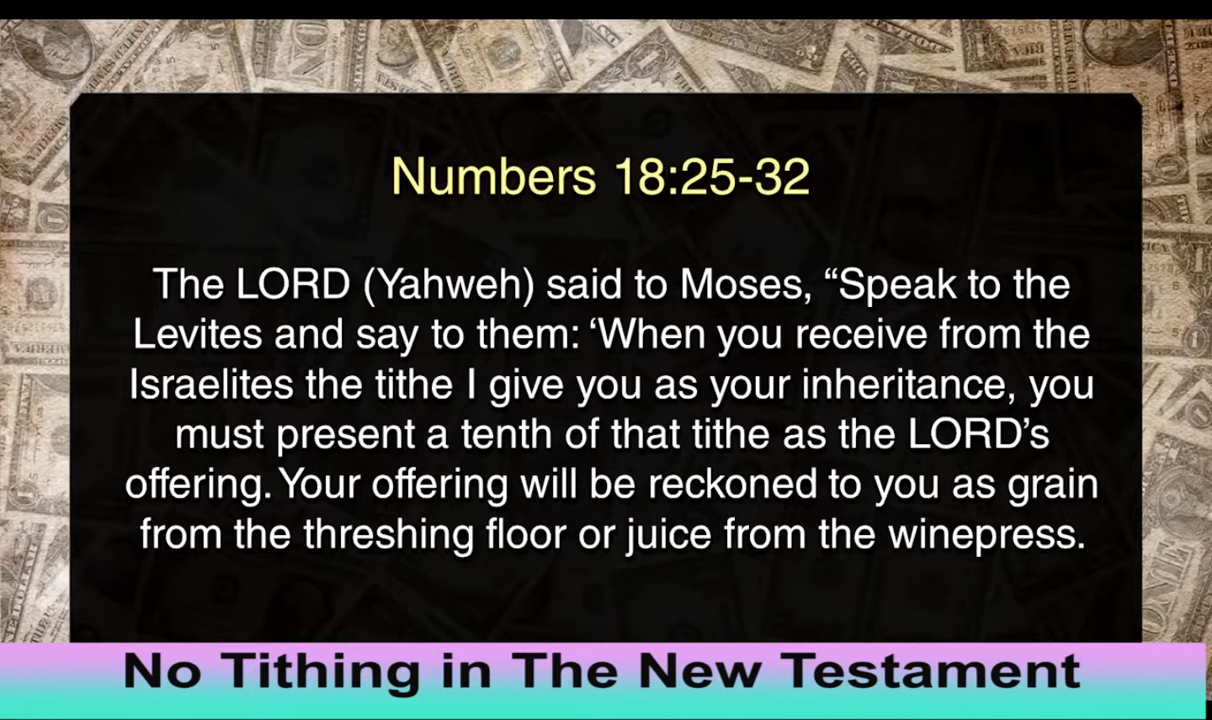 Numbers 18:25-32
The LORD (Yahweh) said to Moses, “Speak to the
Levites and say to them: ‘When you receive from the
Israelites the tithe I give you as your inheritance, you
must present a tenth of that tithe as the LORD’s
offering. Your offering will be reckoned to you as grain
from the threshing floor or juice from the winepress.
No Tithing in The New Testament